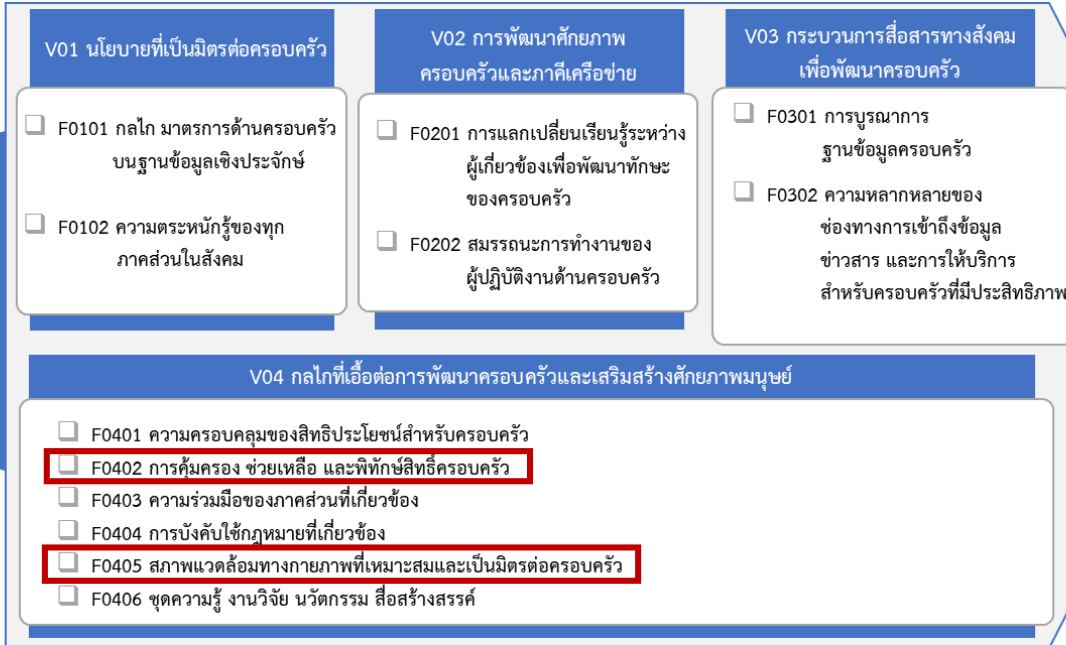 V01 นโยบายที่เป็นมิตรต่อครอบครัว
F0101 กลไก มาตรการด้านครอบครัว
บนฐานข้อมูลเชิงประจักษ์
F0102 ความตระหนักรู้ของทุก
ภาคส่วนในสังคม
V02 การพัฒนาศักยภาพ
ครอบครัวและภาคีเครือข่าย
F0201 การแลกเปลี่ยนเรียนรู้ระหว่าง
ผู้เกี่ยวข้องเพื่อพัฒนาทักษะ
ของครอบครัว
F0202 สมรรถนะการทำงานของ
ผู้ปฏิบัติงานด้านครอบครัว
V03 กระบวนการสื่อสารทางสังคม
เพื่อพัฒนาครอบครัว
F0301 การบูรณาการ
ฐานข้อมูลครอบครัว
F0302 ความหลากหลายของ
ช่องทางการเข้าถึงข้อมูล
ข่าวสาร และการให้บริการ
สำหรับครอบครัวที่มีประสิทธิภาพ
V04 กลไกที่เอื้อต่อการพัฒนาครอบครัวและเสริมสร้างศักยภาพมนุษย์
F0401 ความครอบคลุมของสิทธิประโยชน์สำหรับครอบครัว
F0402 การคุ้มครอง ช่วยเหลือ และพิทักษ์สิทธิ์ครอบครัว
F0403 ความร่วมมือของภาคส่วนที่เกี่ยวข้อง
F0404 การบังคับใช้กฎหมายที่เกี่ยวข้อง
F0405 สภาพแวดล้อมทางกายภาพที่เหมาะสมและเป็นมิตรต่อครอบครัว
F0406 ชุดความรู้ งานวิจัย นวัตกรรม สื่อสร้างสรรค์